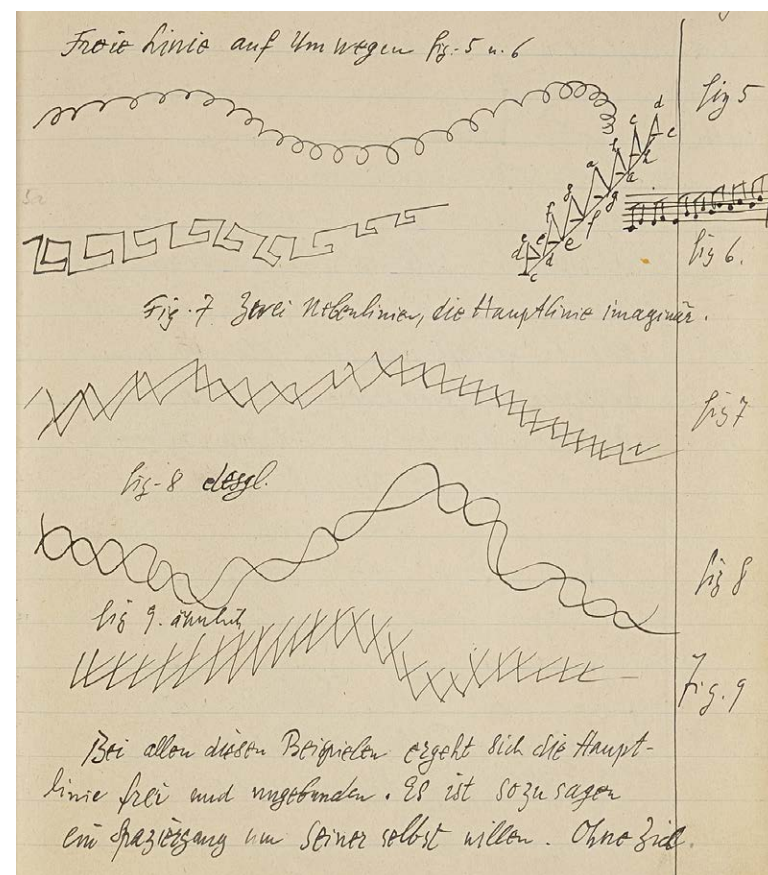 Freie Linie auf Umwegen fig. 5 u. 6
fig 5
d
c
e
b
h
a
a
g
g
f
f
e
e
e
d
d
c
fig 6.
Fig. 7 Zwei Nebenlinien, die Hauptlinie imaginär.
fig 7
fig. 8 dessgl.
fig 8
fig 9. ähnlich
Fig. 9
Bei allen diesen Beispielen ergeht sich die Haupt-
linie frei und ungebunden. Es ist sozusagen
ein Spaziergang um seiner selbst willen. Ohne Ziel.